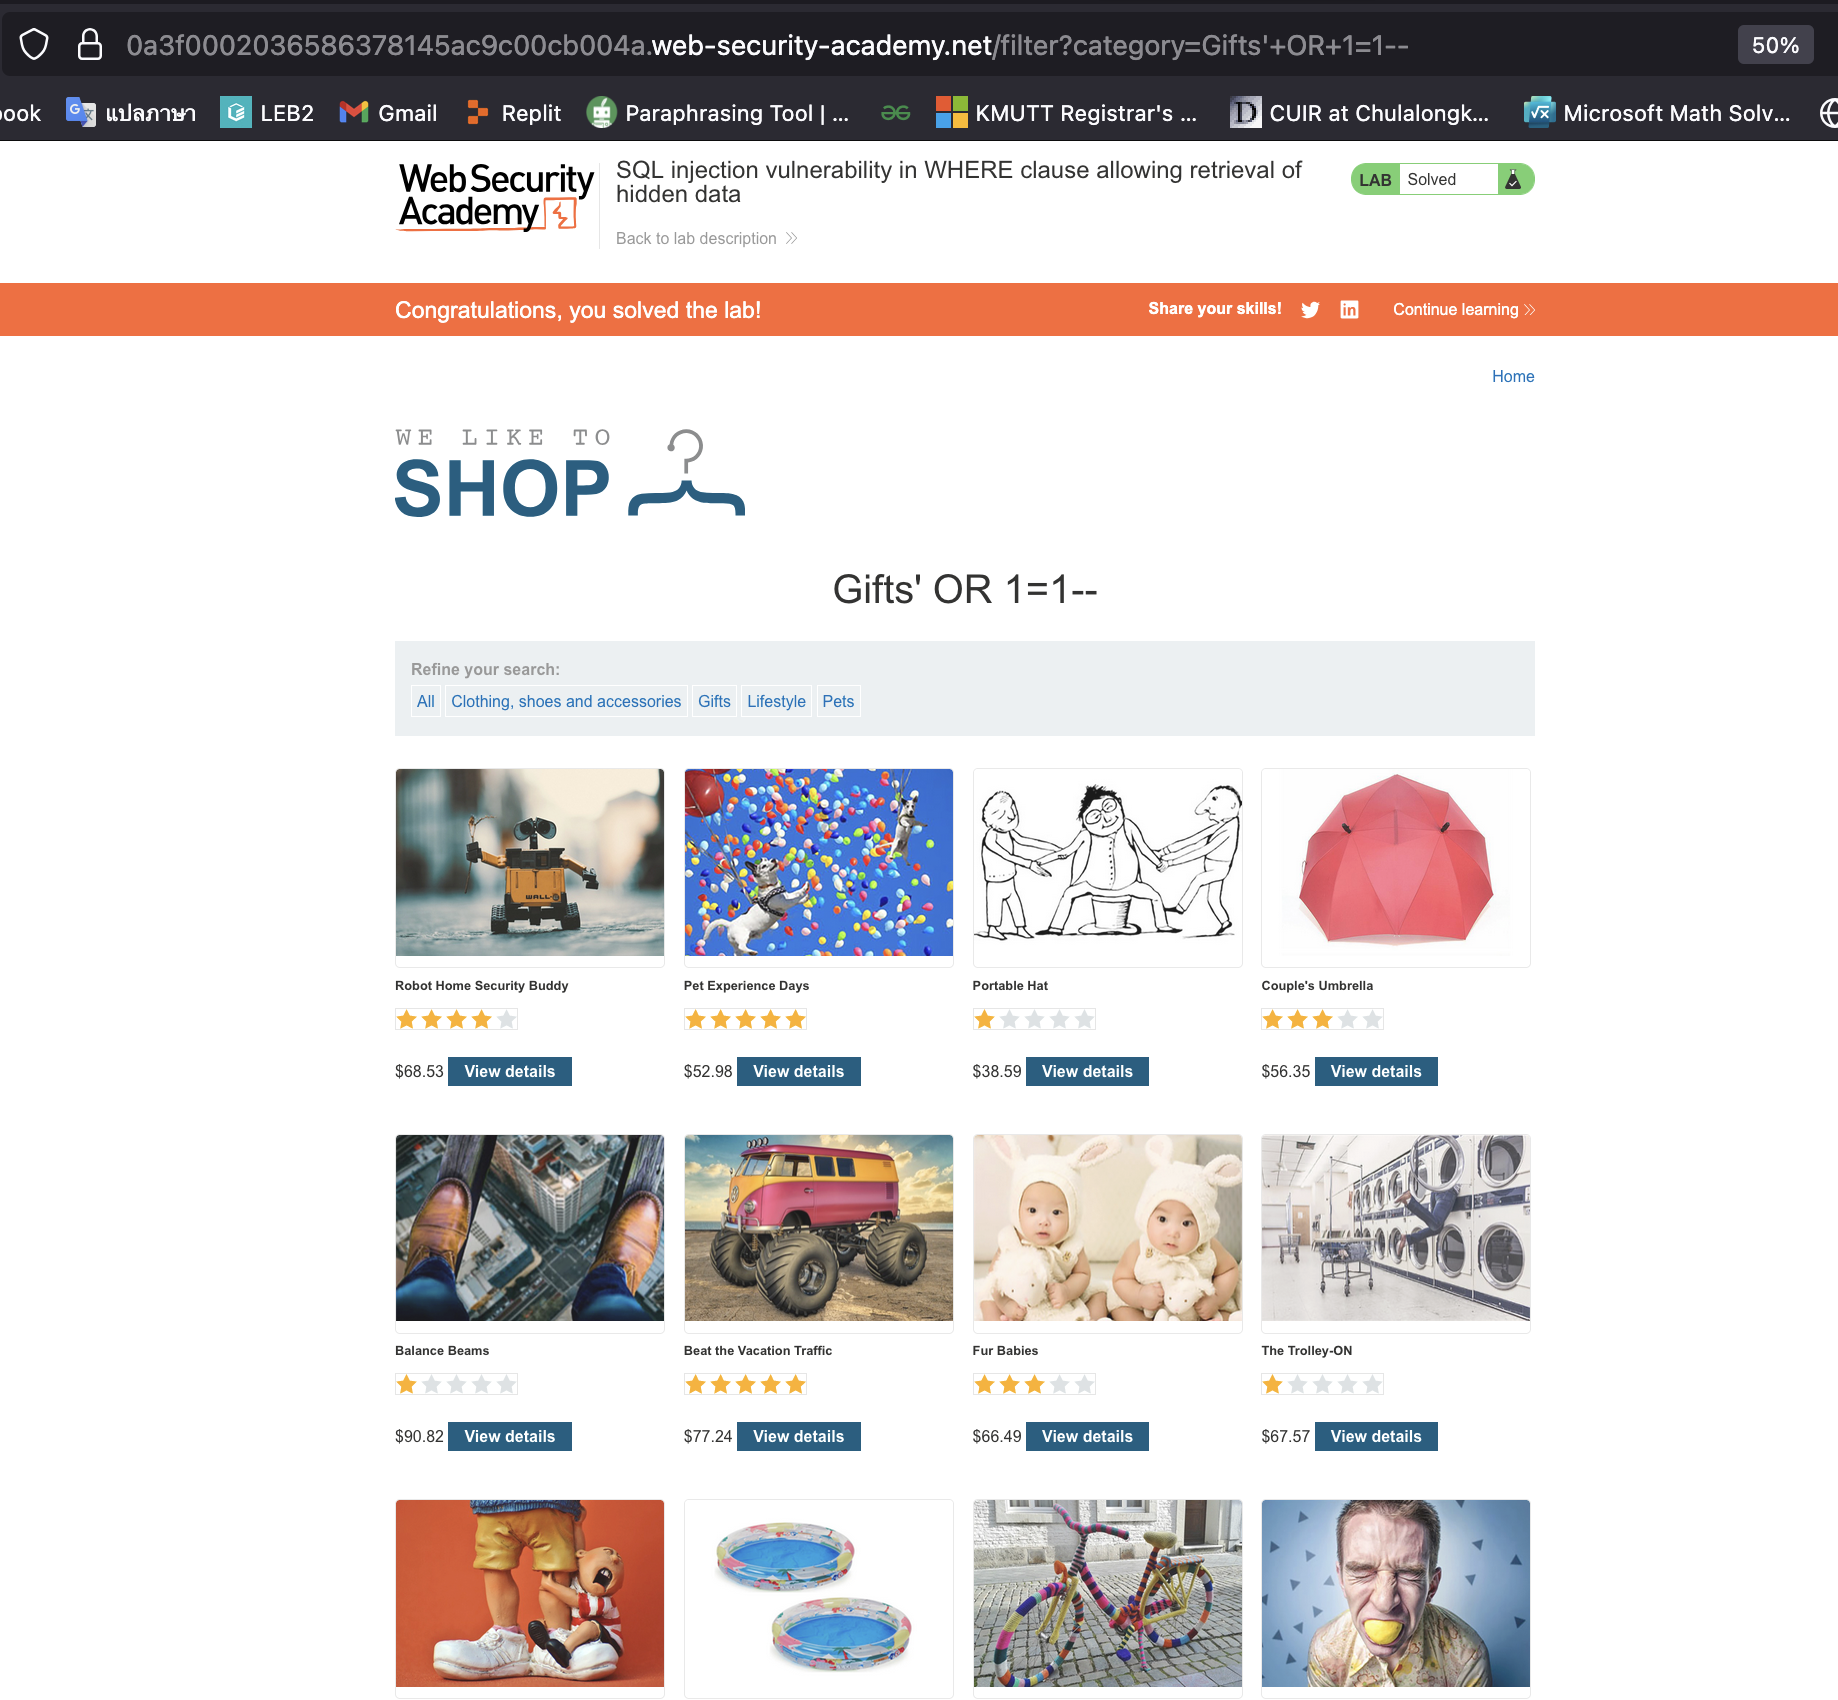 0a3f0002036586378145ac9c00cb004a.web-security-academy.net/filter?category=Gifts'+OR+1=1--
50%
book แปลภาษา LEB2 Gmail Replit Paraphrasing Tool | ... KMUTT Registrar's ... CUIR at Chulalongk... Microsoft Math Solv...
Web Security
Academy
SQL injection vulnerability in WHERE clause allowing retrieval of
hidden data
Back to lab description
LAB Solved
Congratulations, you solved the lab!
Share your skills!
Continue learning
Home
WE LIKE TO
SHOP
Gifts' OR 1=1--
Refine your search:
All Clothing, shoes and accessories Gifts Lifestyle Pets
WALL-E
Robot Home Security Buddy
Pet Experience Days
Portable Hat
Couple's Umbrella
$68.53 View details
$52.98 View details
$38.59 View details
$56.35 View details
Balance Beams
Beat the Vacation Traffic
Fur Babies
The Trolley-ON
$90.82 View details
$77.24 View details
$66.49 View details
$67.57 View details